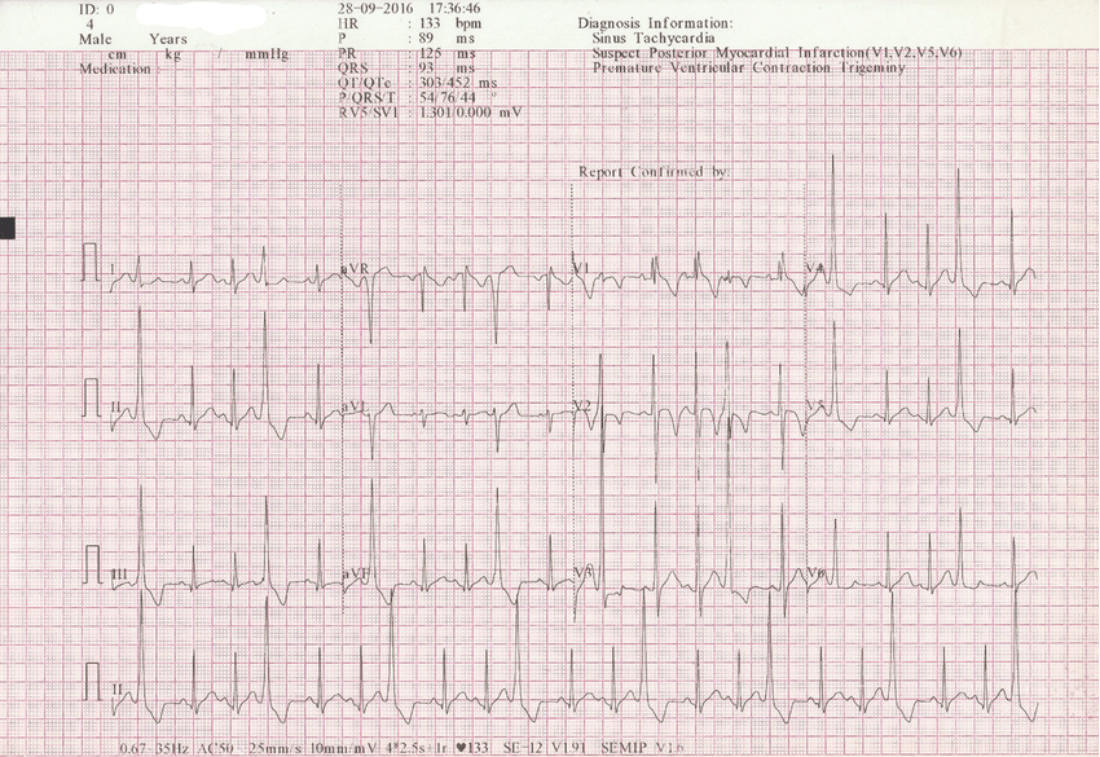 ID: 0
4
Male Years
cm kg / mmHg
Medication :
28-09-2016 17:36:46
HR : 133 bpm
P : 89 ms
PR : 125 ms
QRS : 93 ms
QT/QTc : 303/452 ms
P/QRS/T : 54/76/44 °
RV5/SV1 : 1.301/0.000 mV
Diagnosis Information:
Sinus Tachycardia
Suspect Posterior Myocardial Infarction(V1,V2,V5,V6)
Premature Ventricular Contraction Trigeminy
Report Confirmed by:
I aVR V1 V4
II aVL V2 V5
III aVF V3 V6
II
0.67~35Hz AC50 25mm/s 10mm/mV 4*2.5s+1r ♥133 SE-12 V1.91 SEMIP V1.6